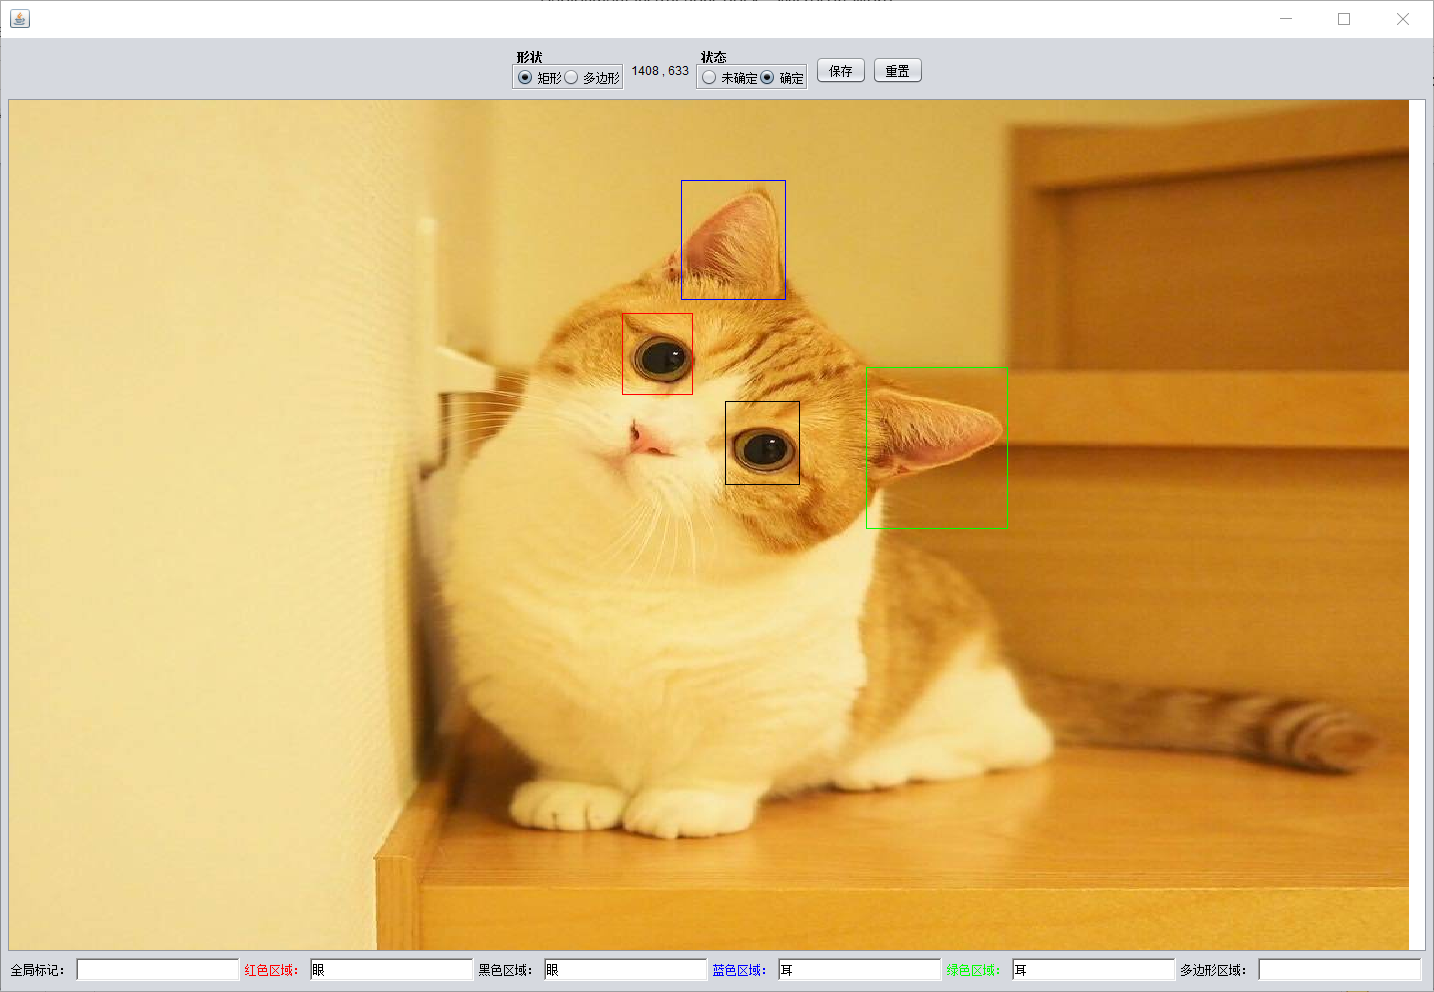 形状
矩形 多边形
1408 , 633
状态
未确定 确定
保存
重置
全局标记:
红色区域: 眼
黑色区域: 眼
蓝色区域: 耳
绿色区域: 耳
多边形区域: